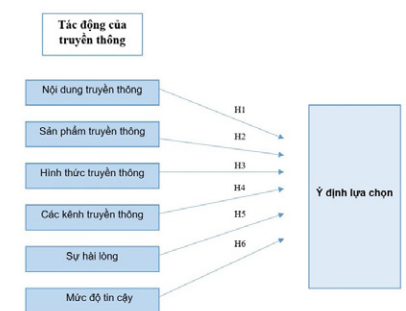 Tác động của
truyền thông
Nội dung truyền thông
Sản phẩm truyền thông
Hình thức truyền thông
Các kênh truyền thông
Sự hài lòng
Mức độ tin cậy
H1
H2
H3
H4
H5
H6
Ý định lựa chọn